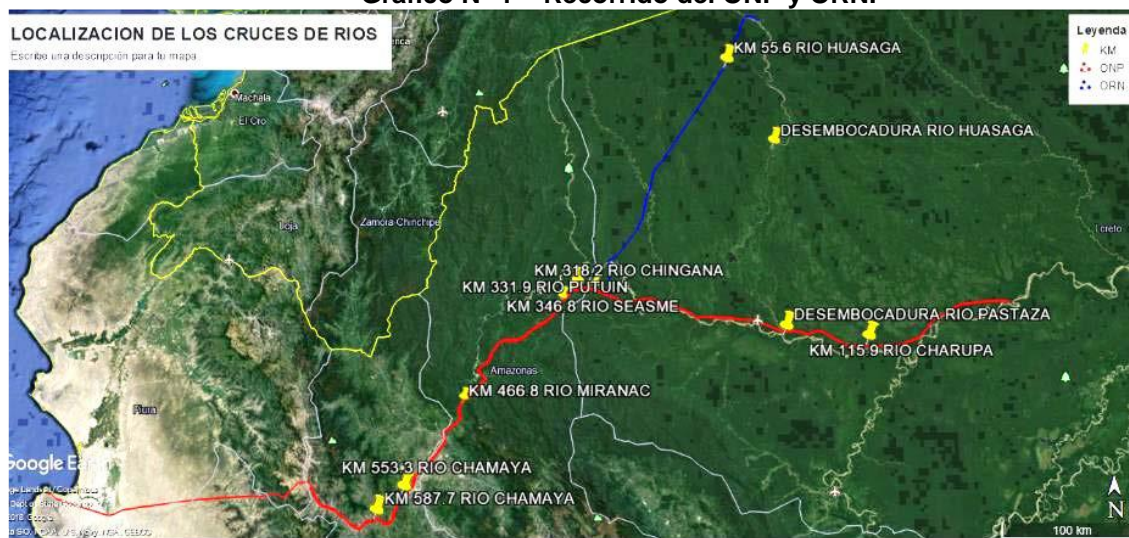 LOCALIZACION DE LOS CRUCES DE RIOS
Escribe una descripción para tu mapa
Leyenda
KM
ONP
ORN
KM 55.6 RIO HUASAGA
Machala
El Oro
DESEMBOCADURA RIO HUASAGA
Loja
Zamora Chinchipe
Loreto
KM 318.2 RIO CHINGANA
KM 331.9 RIO PUTUIN
KM 346.8 RIO SEASME
DESEMBOCADURA RIO PASTAZA
KM 115.9 RIO CHARUPA
Amazonas
KM 466.8 RIO MIRANAC
Piura
KM 553.3 RIO CHAMAYA
Google Earth
KM 587.7 RIO CHAMAYA
N
100 km